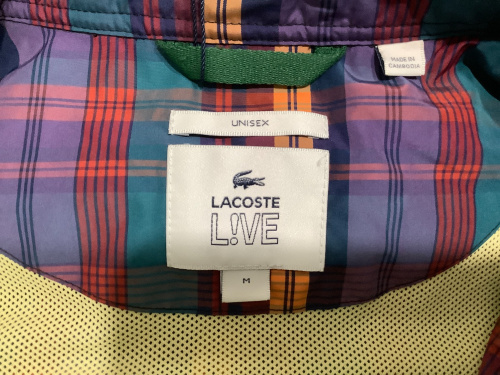 MADE IN
CAMBODIA
UNISEX
LACOSTE
L!VE
M